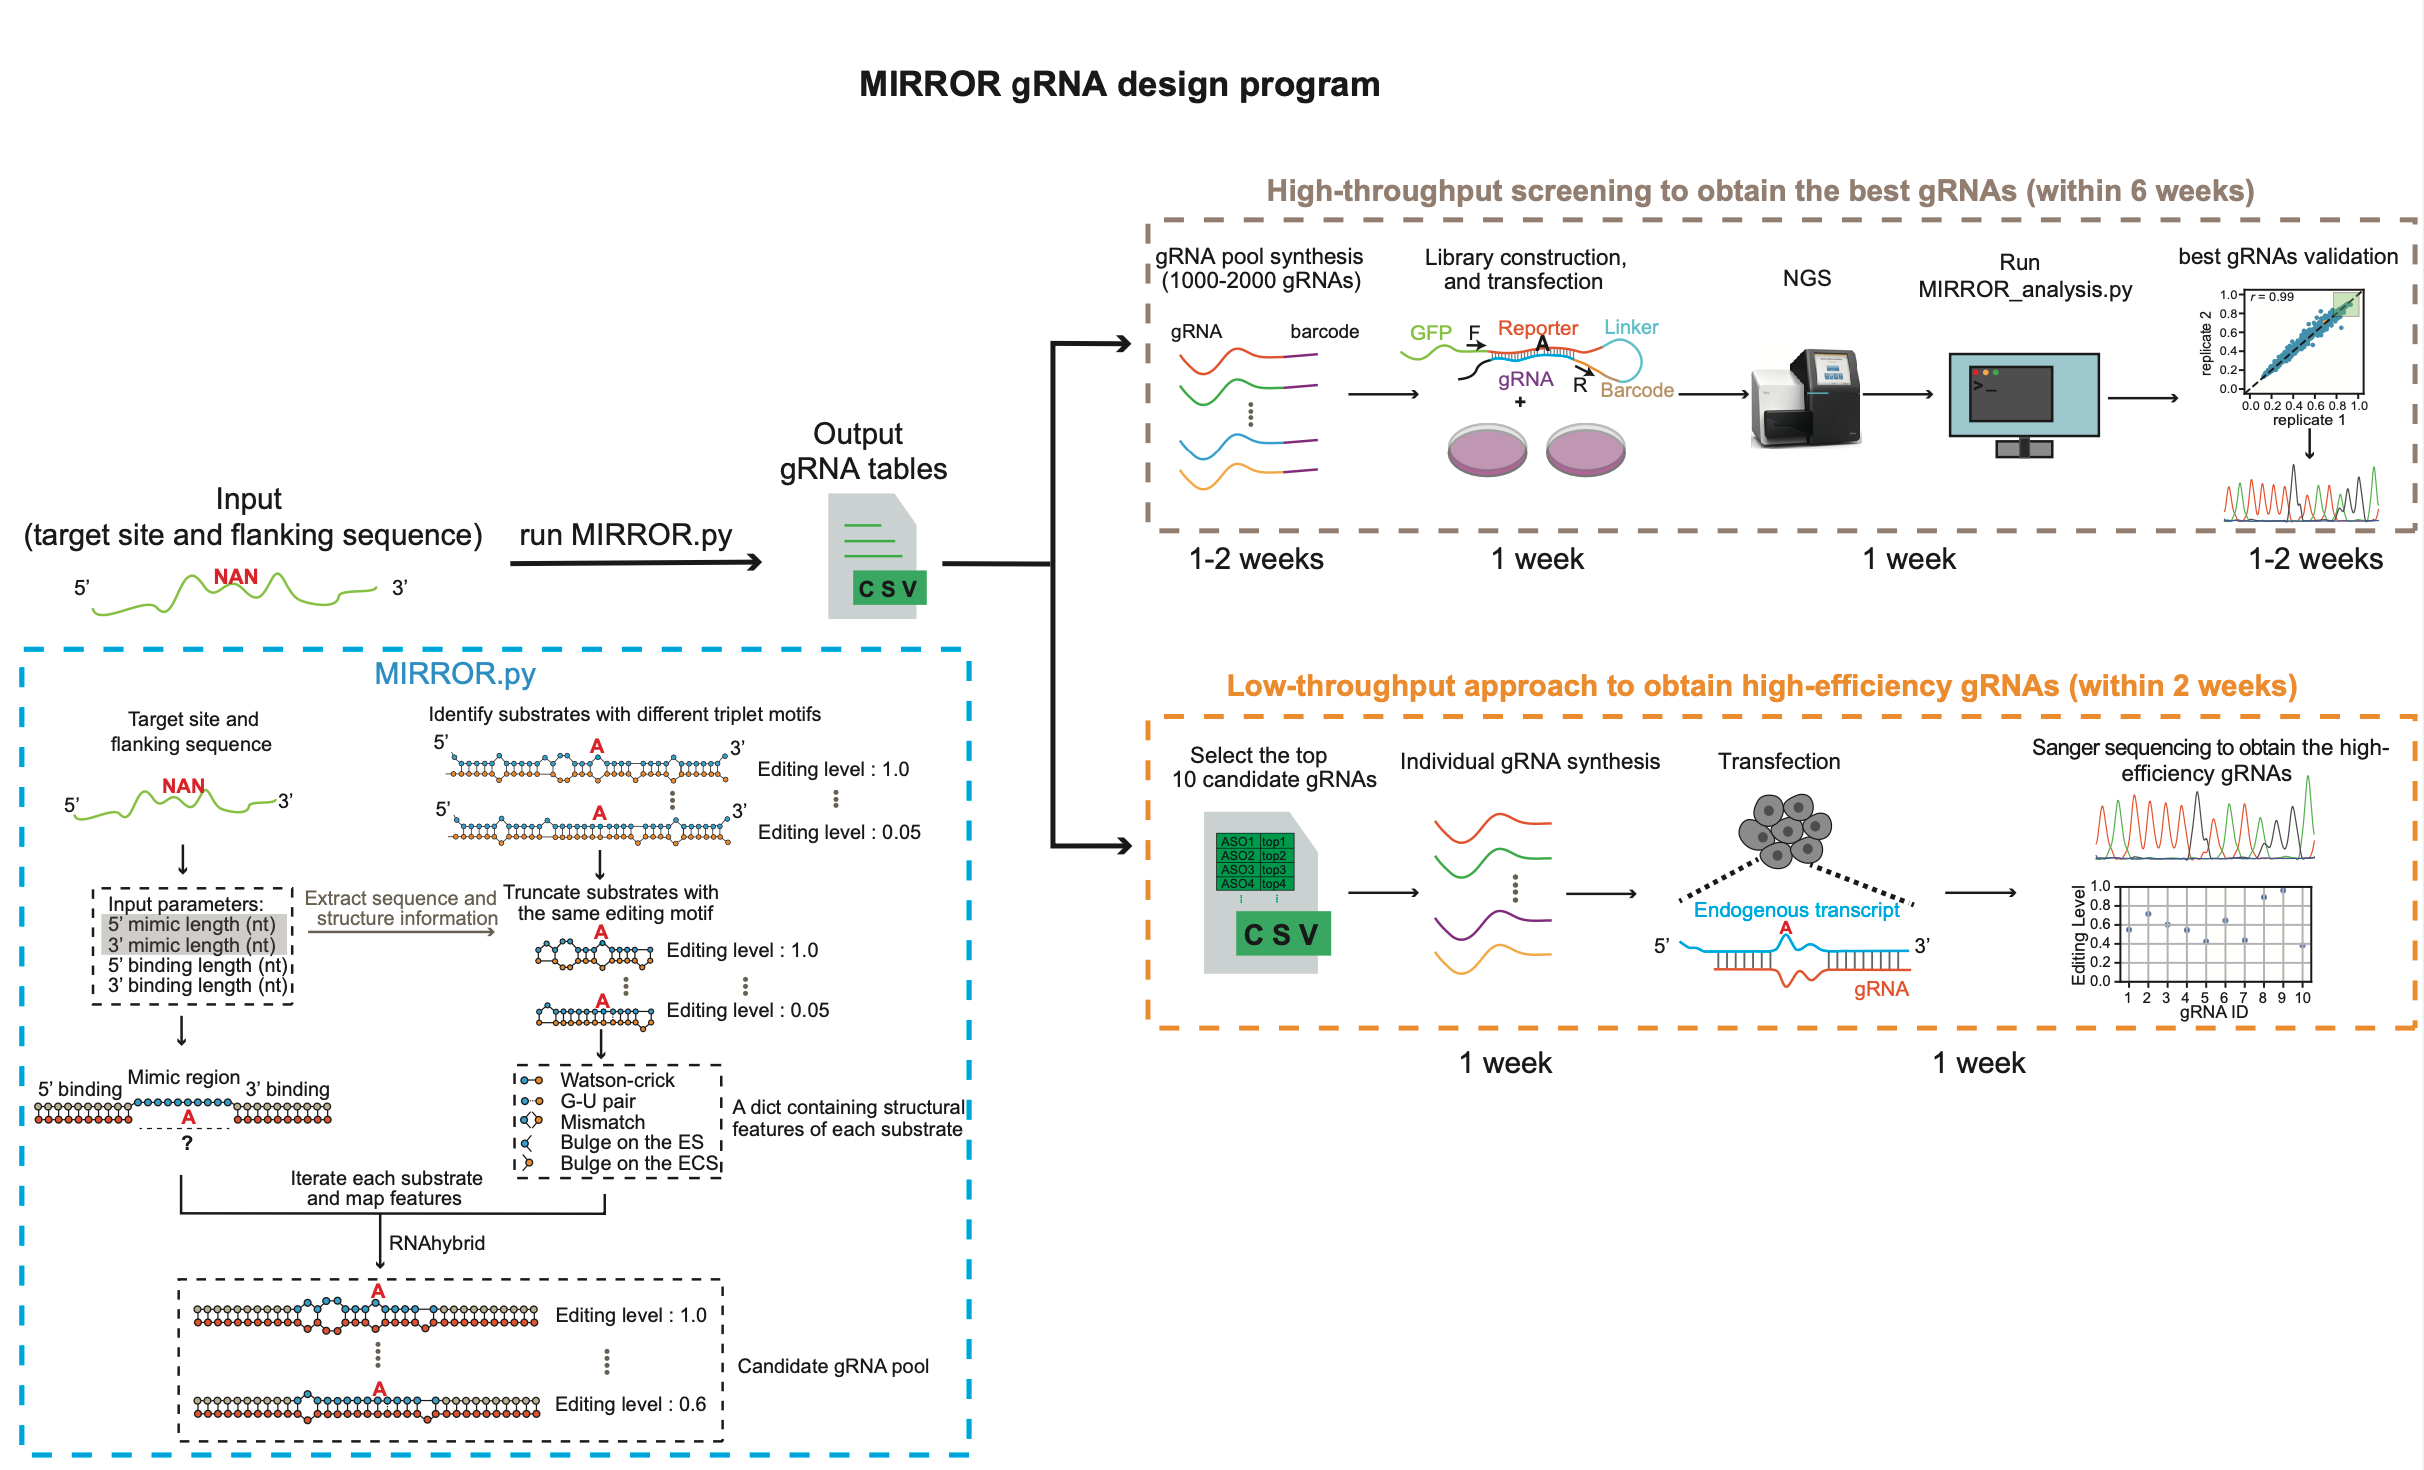 MIRROR gRNA design program
Input
(target site and flanking sequence)
5’
NAN
3’
run MIRROR.py
Output
gRNA tables
CSV
MIRROR.py
Target site and
flanking sequence
5’
NAN
3’
Input parameters:
5’ mimic length (nt)
3’ mimic length (nt)
5’ binding length (nt)
3’ binding length (nt)
Extract sequence and
structure information
Identify substrates with different triplet motifs
5’
A
3’
Editing level : 1.0
5’
A
3’
Editing level : 0.05
Truncate substrates with
the same editing motif
A
Editing level : 1.0
A
Editing level : 0.05
5’ binding
Mimic region
3’ binding
A
?
Watson-crick
G-U pair
Mismatch
Bulge on the ES
Bulge on the ECS
A dict containing structural
features of each substrate
Iterate each substrate
and map features
RNAhybrid
A
Editing level : 1.0
A
Editing level : 0.6
Candidate gRNA pool
High-throughput screening to obtain the best gRNAs (within 6 weeks)
gRNA pool synthesis
(1000-2000 gRNAs)
gRNA
barcode
Library construction,
and transfection
GFP
F
Reporter
Linker
A
gRNA
R
Barcode
+
NGS
Run
MIRROR_analysis.py
>_
best gRNAs validation
r = 0.99
replicate 2
1.0
0.8
0.6
0.4
0.2
0.0
0.0 0.2 0.4 0.6 0.8 1.0
replicate 1
1-2 weeks
1 week
1 week
1-2 weeks
Low-throughput approach to obtain high-efficiency gRNAs (within 2 weeks)
Select the top
10 candidate gRNAs
ASO1 top1
ASO2 top2
ASO3 top3
ASO4 top4
CSV
Individual gRNA synthesis
Transfection
Endogenous transcript
5’
A
3’
gRNA
Sanger sequencing to obtain the high-
efficiency gRNAs
Editing Level
1.0
0.8
0.6
0.4
0.2
0.0
1 2 3 4 5 6 7 8 9 10
gRNA ID
1 week
1 week